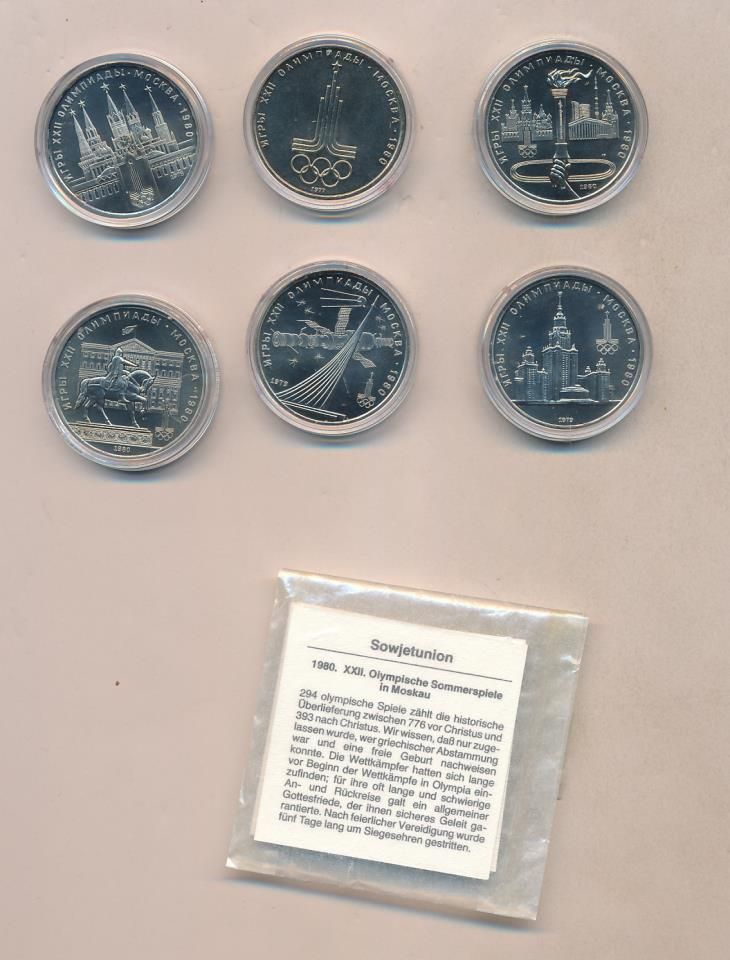 ИГРЫ XXII ОЛИМПИАДЫ · МОСКВА · 1980
ИГРЫ XXII ОЛИМПИАДЫ · МОСКВА · 1980
1977
ИГРЫ XXII ОЛИМПИАДЫ · МОСКВА · 1980
1980
ИГРЫ XXII ОЛИМПИАДЫ · МОСКВА · 1980
1980
ИГРЫ XXII ОЛИМПИАДЫ МОСКВА 1980
1979
ИГРЫ XXII ОЛИМПИАДЫ · МОСКВА · 1980
1979
Sowjetunion
1980. XXII. Olympische Sommerspiele
in Moskau
294 olympische Spiele zählt die historische
Überlieferung zwischen 776 vor Christus und
393 nach Christus. Wir wissen, daß nur zuge-
lassen wurde, wer griechischer Abstammung
war und eine freie Geburt nachweisen
konnte. Die Wettkämpfer hatten sich lange
vor Beginn der Wettkämpfe in Olympia ein-
zufinden; für ihre oft lange und schwierige
An- und Rückreise galt ein allgemeiner
Gottesfriede, der ihnen sicheres Geleit ga-
rantierte. Nach feierlicher Vereidigung wurde
fünf Tage lang um Siegesehren gestritten.